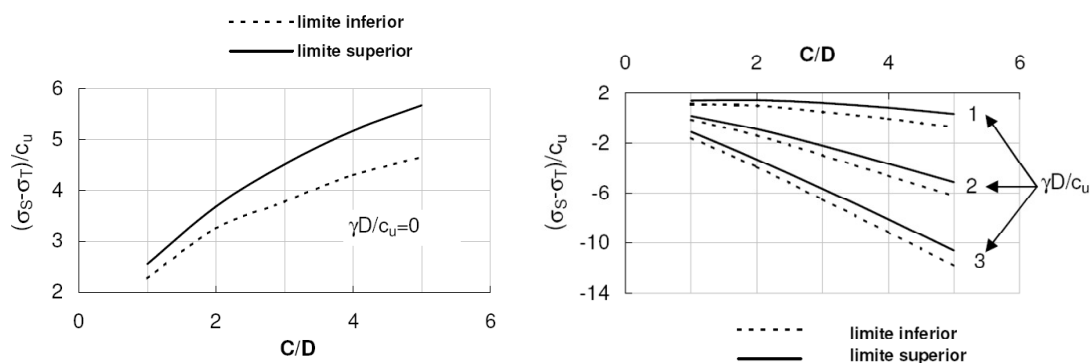 limite inferior
limite superior
6
5
4
3
2
(σS-σT)/cu
γD/cu=0
0 2 4 6
C/D
C/D
0 2 4 6
2
-2
-6
-10
-14
(σS-σT)/cu
1
2
3
γD/cu
limite inferior
limite superior